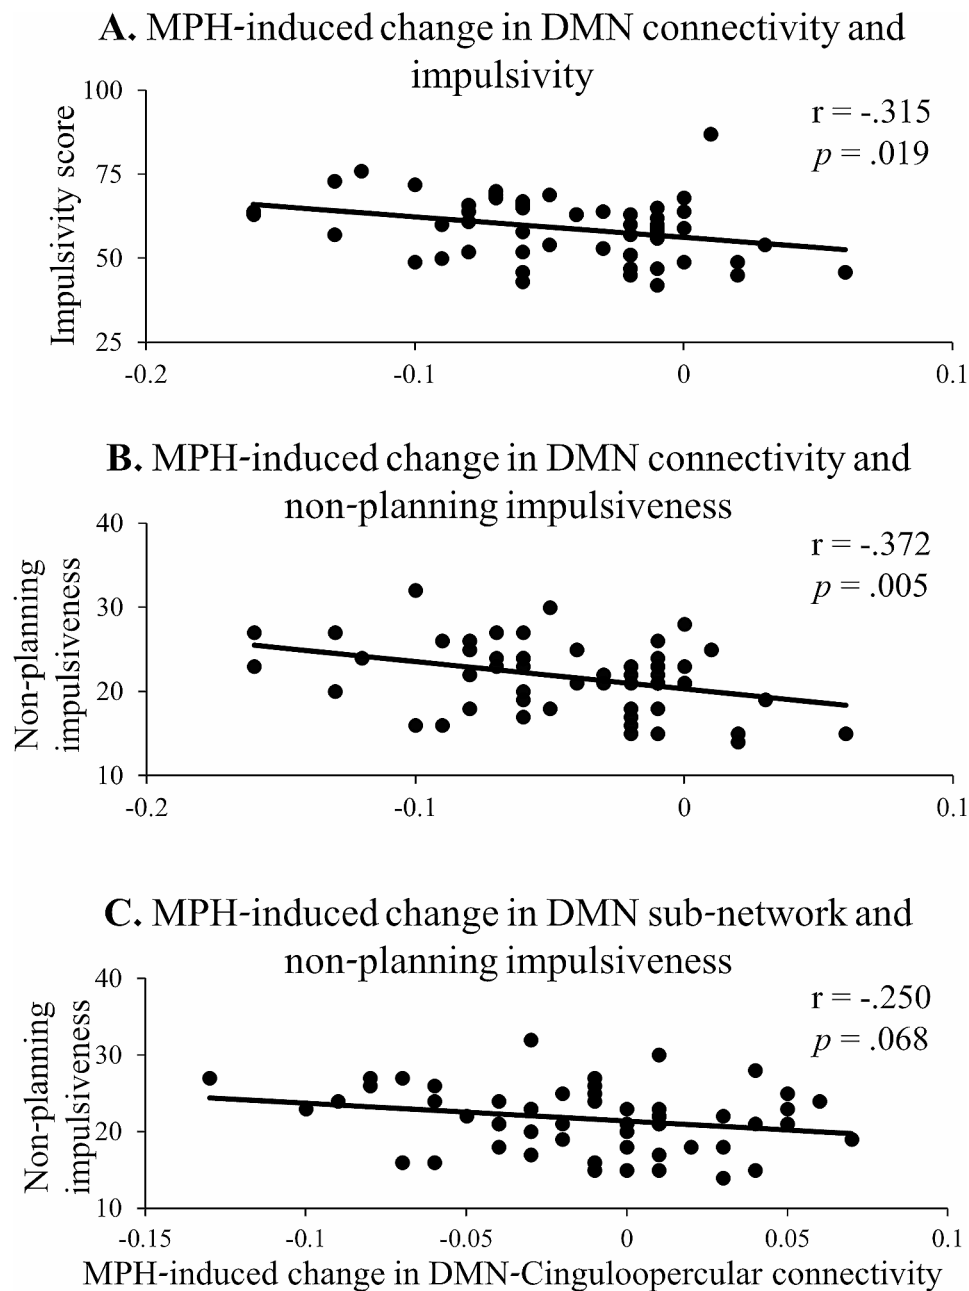 A. MPH-induced change in DMN connectivity and
impulsivity
r = -.315
p = .019
Impulsivity score
100
75
50
25
-0.2
-0.1
0
0.1
B. MPH-induced change in DMN connectivity and
non-planning impulsiveness
r = -.372
p = .005
Non-planning
impulsiveness
40
30
20
10
-0.2
-0.1
0
0.1
C. MPH-induced change in DMN sub-network and
non-planning impulsiveness
r = -.250
p = .068
Non-planning
impulsiveness
40
30
20
10
-0.15
-0.1
-0.05
0
0.05
0.1
MPH-induced change in DMN-Cinguloopercular connectivity